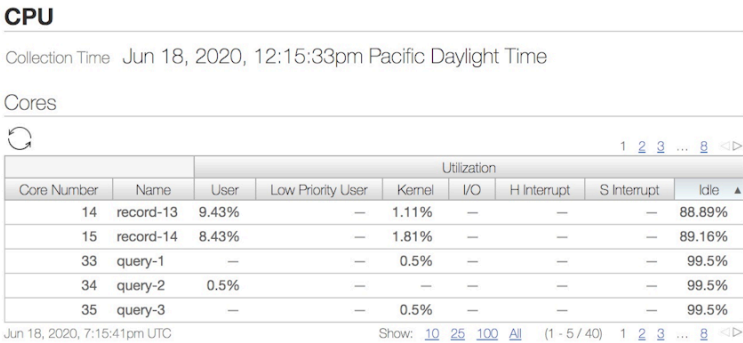 CPU
Collection Time Jun 18, 2020, 12:15:33pm Pacific Daylight Time
Cores
1 2 3 ... 8
Utilization
Core Number Name User Low Priority User Kernel I/O H Interrupt S Interrupt Idle
14 record-13 9.43% — 1.11% — — — 88.89%
15 record-14 8.43% — 1.81% — — — 89.16%
33 query-1 — — 0.5% — — — 99.5%
34 query-2 0.5% — — — — — 99.5%
35 query-3 — — 0.5% — — — 99.5%
Jun 18, 2020, 7:15:41pm UTC Show: 10 25 100 All (1 - 5 / 40) 1 2 3 ... 8